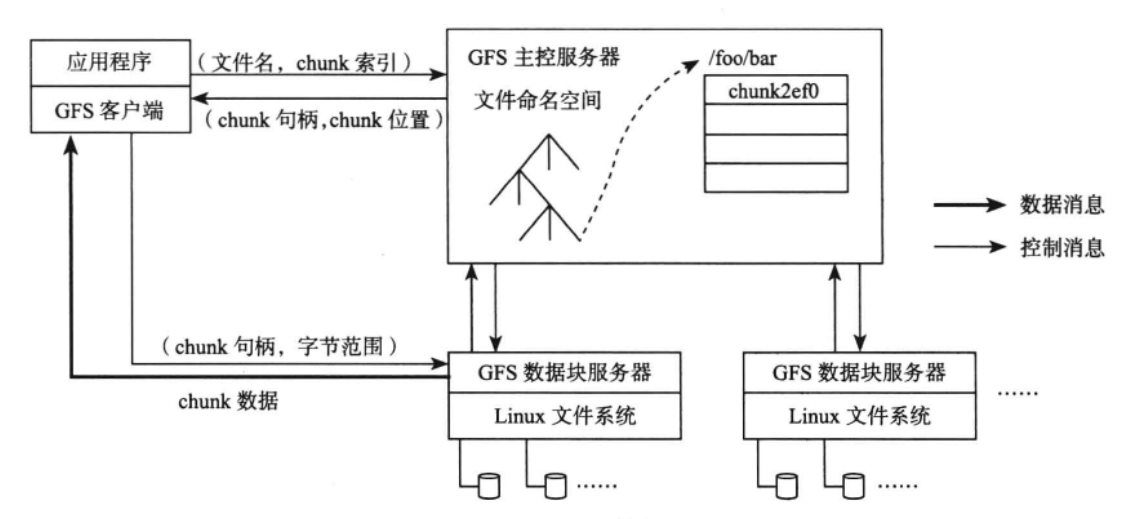 应用程序
GFS 客户端
（文件名，chunk 索引）
（chunk 句柄，chunk 位置）
GFS 主控服务器
文件命名空间
/foo/bar
chunk2ef0
数据消息
控制消息
（chunk 句柄，字节范围）
chunk 数据
GFS 数据块服务器
Linux 文件系统
……
GFS 数据块服务器
Linux 文件系统
……
……